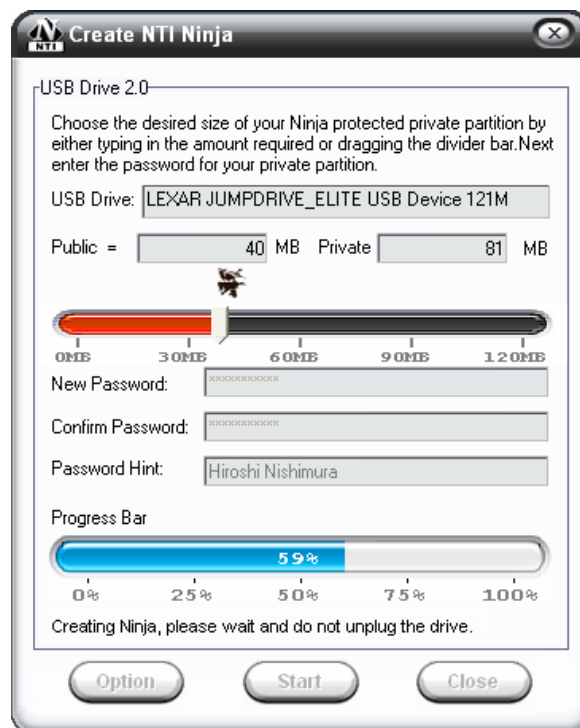 NTI Create NTI Ninja
USB Drive 2.0
Choose the desired size of your Ninja protected private partition by
either typing in the amount required or dragging the divider bar.Next
enter the password for your private partition.
USB Drive: LEXAR JUMPDRIVE_ELITE USB Device 121M
Public = 40 MB Private 81 MB
0MB 30MB 60MB 90MB 120MB
New Password: ***********
Confirm Password: ***********
Password Hint: Hiroshi Nishimura
Progress Bar
59%
0% 25% 50% 75% 100%
Creating Ninja, please wait and do not unplug the drive.
Option Start Close